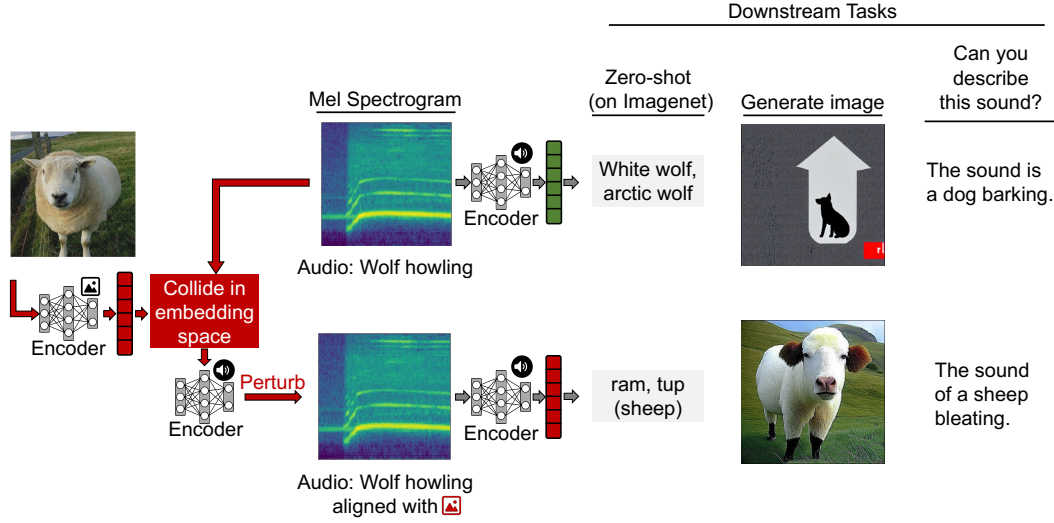 Downstream Tasks
Mel Spectrogram
Zero-shot
(on Imagenet)
Generate image
Can you
describe
this sound?
Encoder
White wolf,
arctic wolf
r
The sound is
a dog barking.
Audio: Wolf howling
Encoder
Collide in
embedding
space
Encoder
Perturb
Encoder
ram, tup
(sheep)
The sound
of a sheep
bleating.
Audio: Wolf howling
aligned with